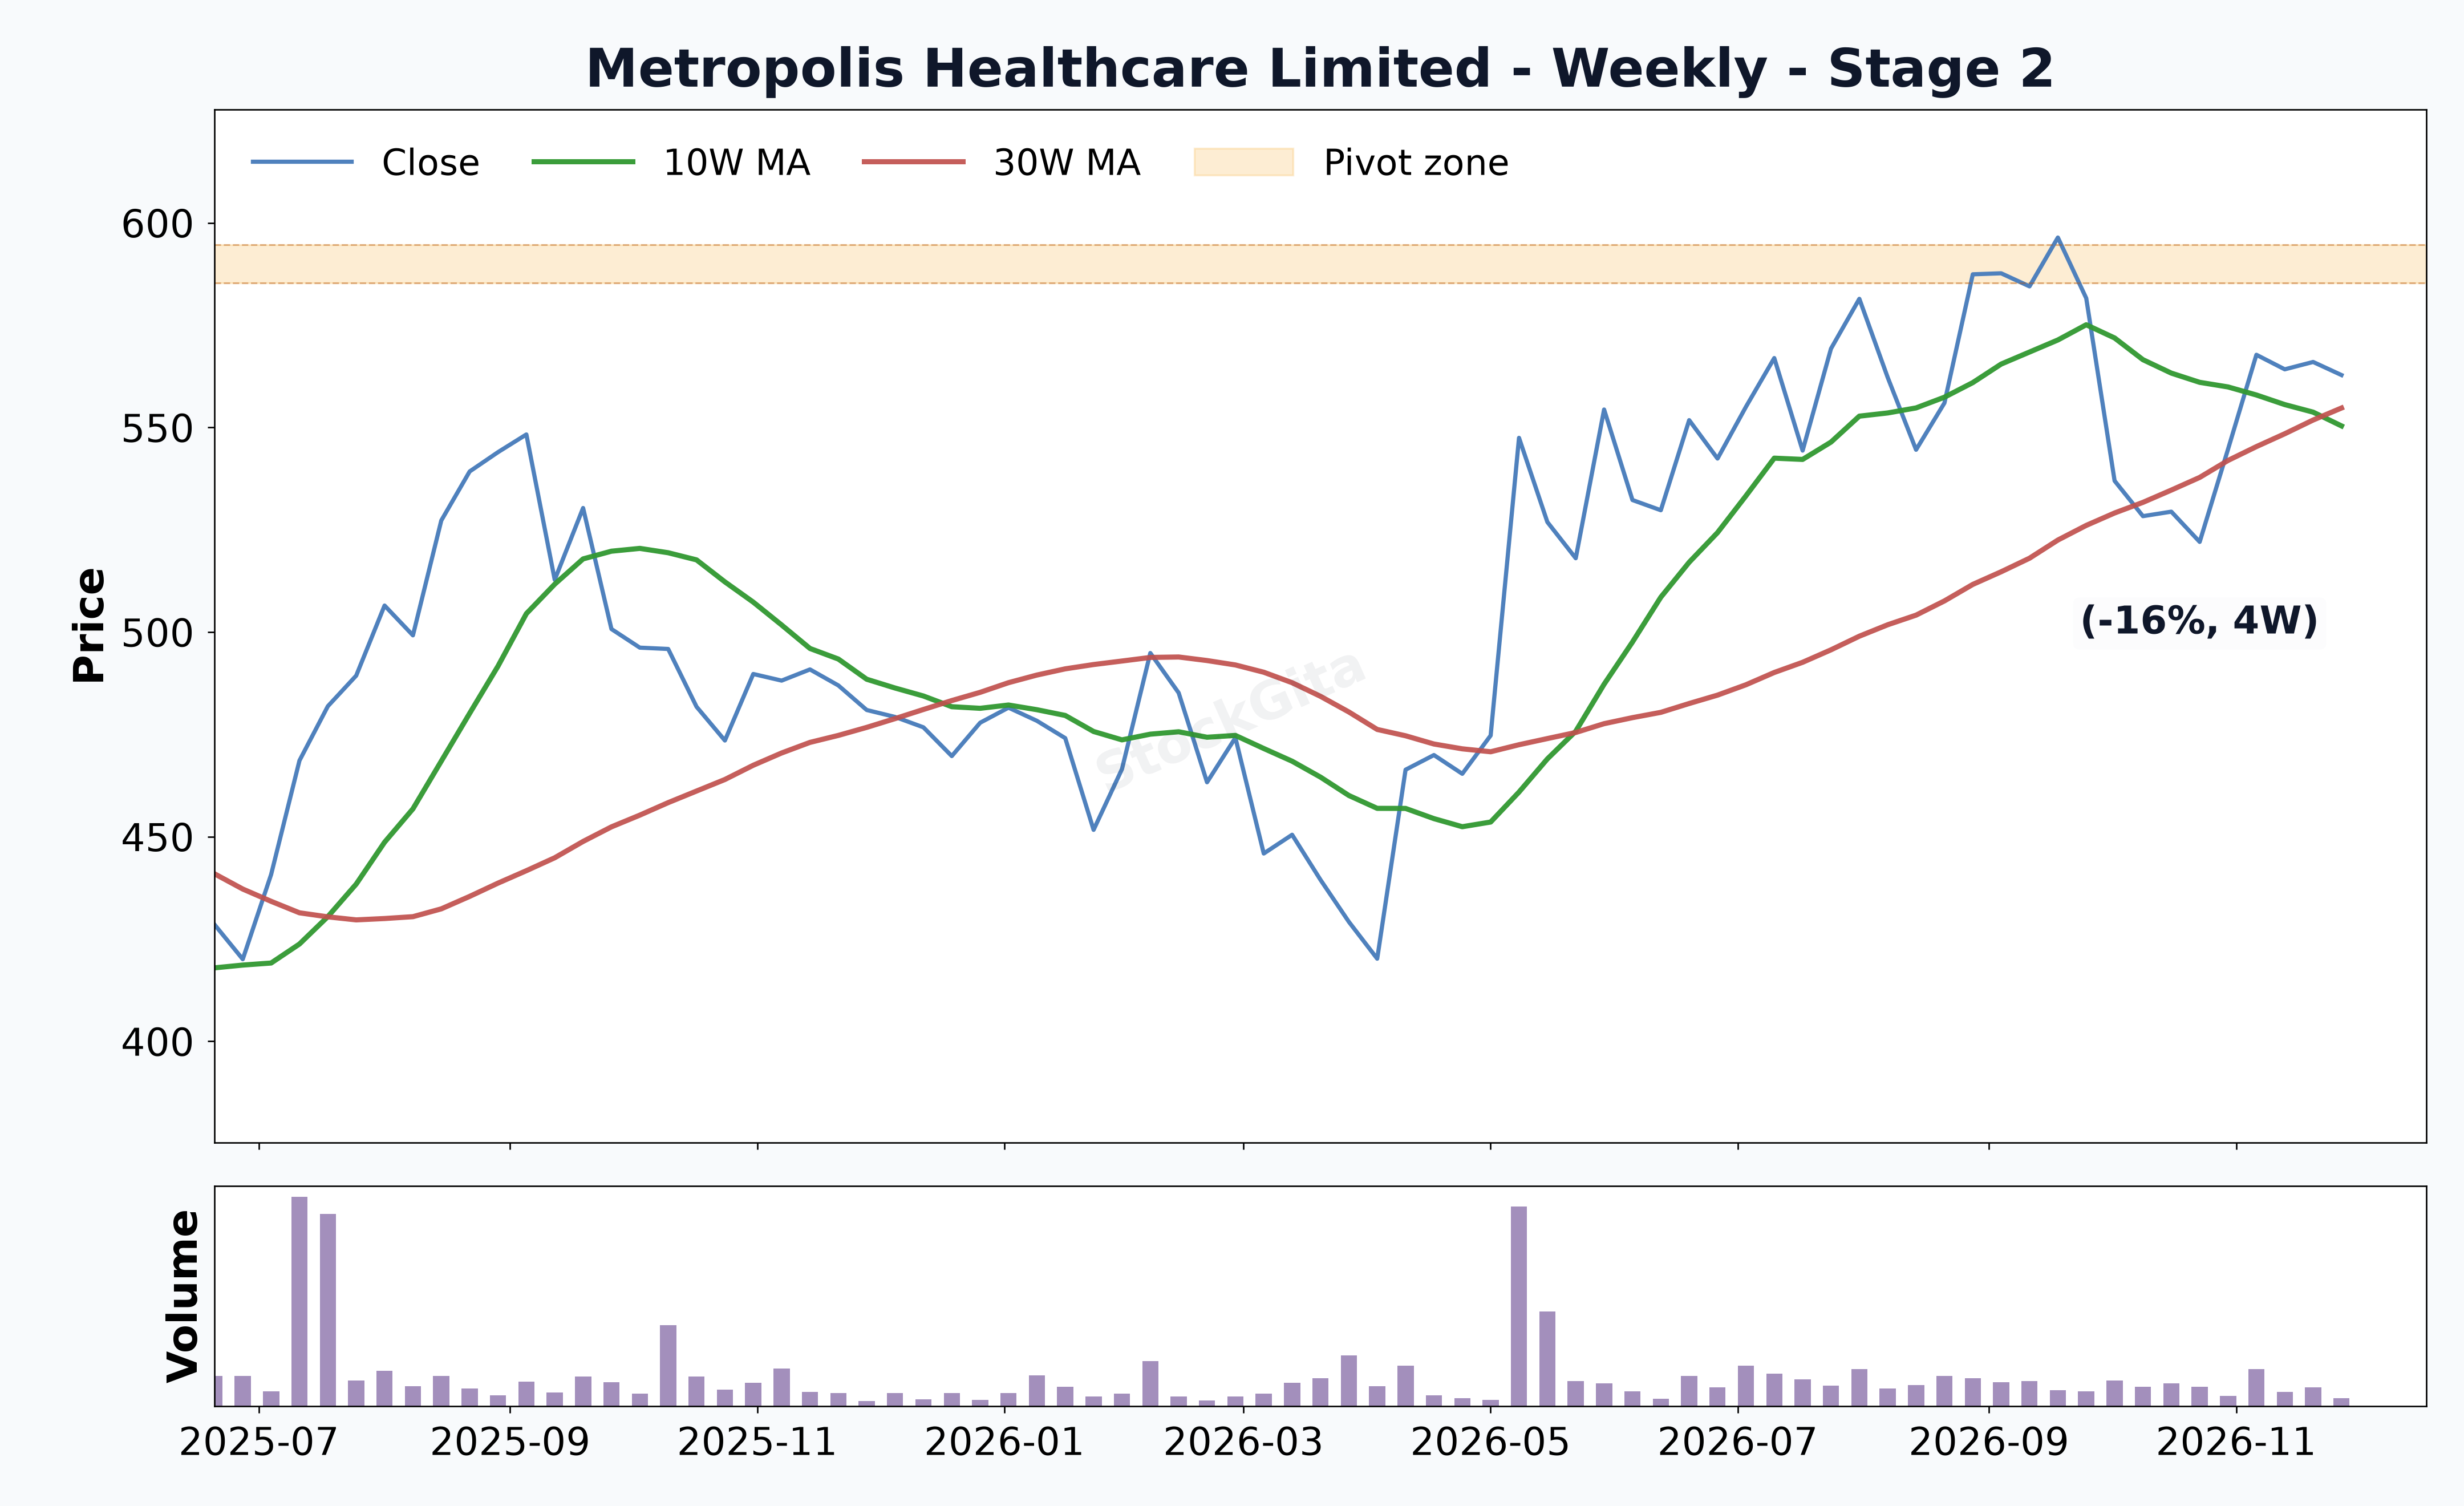 Metropolis Healthcare Limited - Weekly - Stage 2
Close 10W MA 30W MA Pivot zone
600
550
500
450
400
Price
(-16%, 4W)
StockGita
Volume
2025-07 2025-09 2025-11 2026-01 2026-03 2026-05 2026-07 2026-09 2026-11